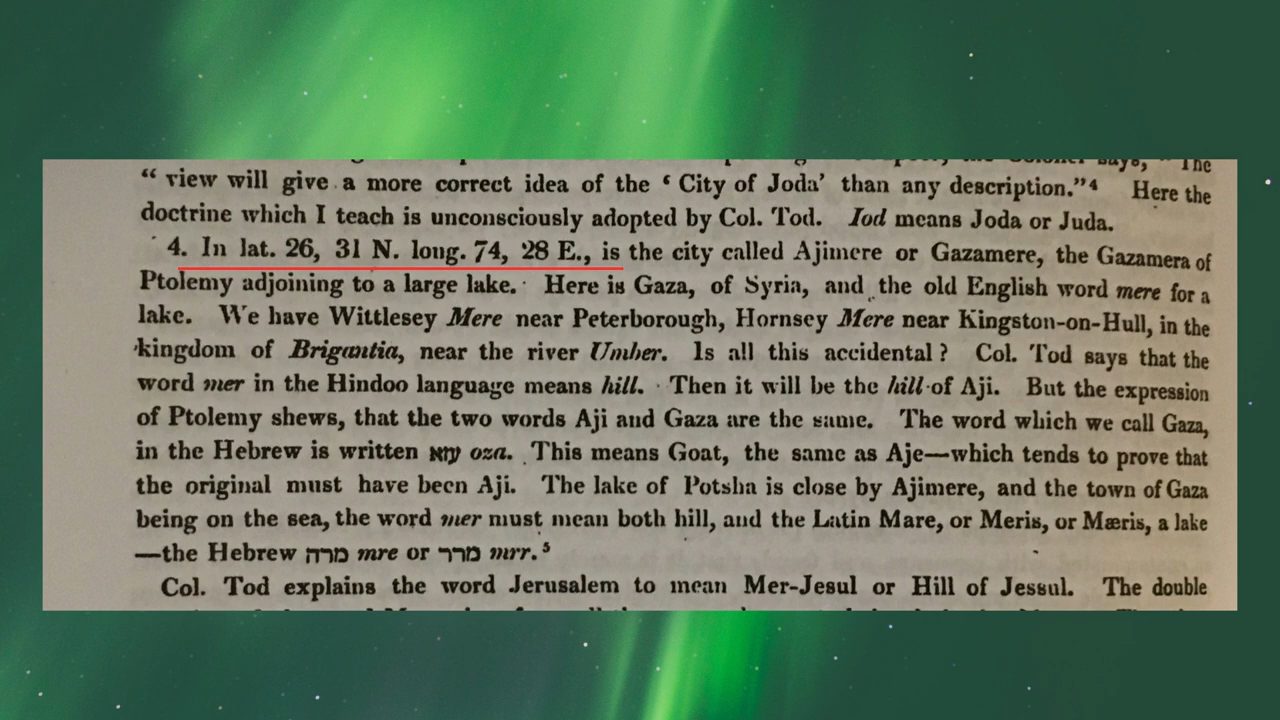 the Colonel says, “ The
“ view will give a more correct idea of the ‘ City of Joda’ than any description.”⁴ Here the
doctrine which I teach is unconsciously adopted by Col. Tod. Iod means Joda or Juda.
4. In lat. 26, 31 N. long. 74, 28 E., is the city called Ajimere or Gazamere, the Gazamera of
Ptolemy adjoining to a large lake. Here is Gaza, of Syria, and the old English word mere for a
lake. We have Wittlesey Mere near Peterborough, Hornsey Mere near Kingston-on-Hull, in the
kingdom of Brigantia, near the river Umber. Is all this accidental? Col. Tod says that the
word mer in the Hindoo language means hill. Then it will be the hill of Aji. But the expression
of Ptolemy shews, that the two words Aji and Gaza are the same. The word which we call Gaza,
in the Hebrew is written עזא oza. This means Goat, the same as Aje—which tends to prove that
the original must have been Aji. The lake of Potsha is close by Ajimere, and the town of Gaza
being on the sea, the word mer must mean both hill, and the Latin Mare, or Meris, or Mæris, a lake
—the Hebrew מרה mre or מרר mrr.⁵
Col. Tod explains the word Jerusalem to mean Mer-Jesul or Hill of Jessul. The double